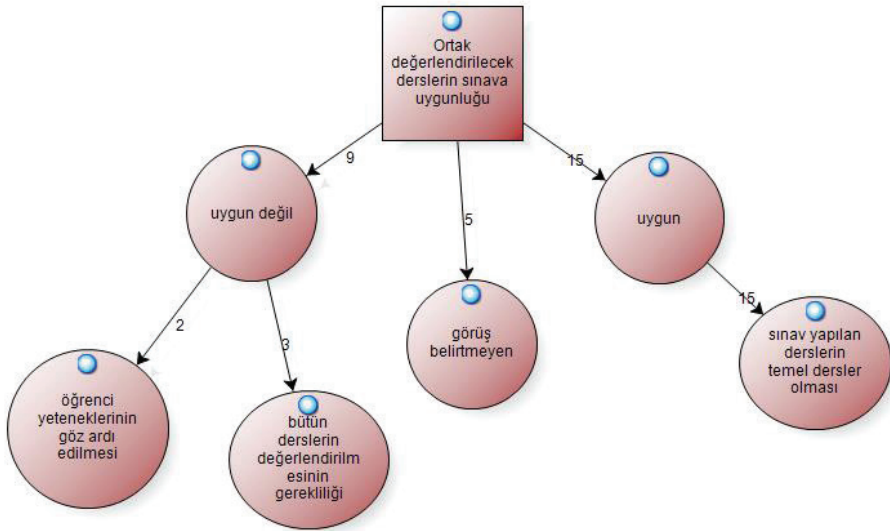 Ortak
değerlendirilecek
derslerin sınava
uygunluğu
9
5
15
uygun değil
uygun
2
3
15
görüş
belirtmeyen
sınav yapılan
derslerin
temel dersler
olması
öğrenci
yeteneklerinin
göz ardı
edilmesi
bütün
derslerin
değerlendirilm
esinin
gerekliliği